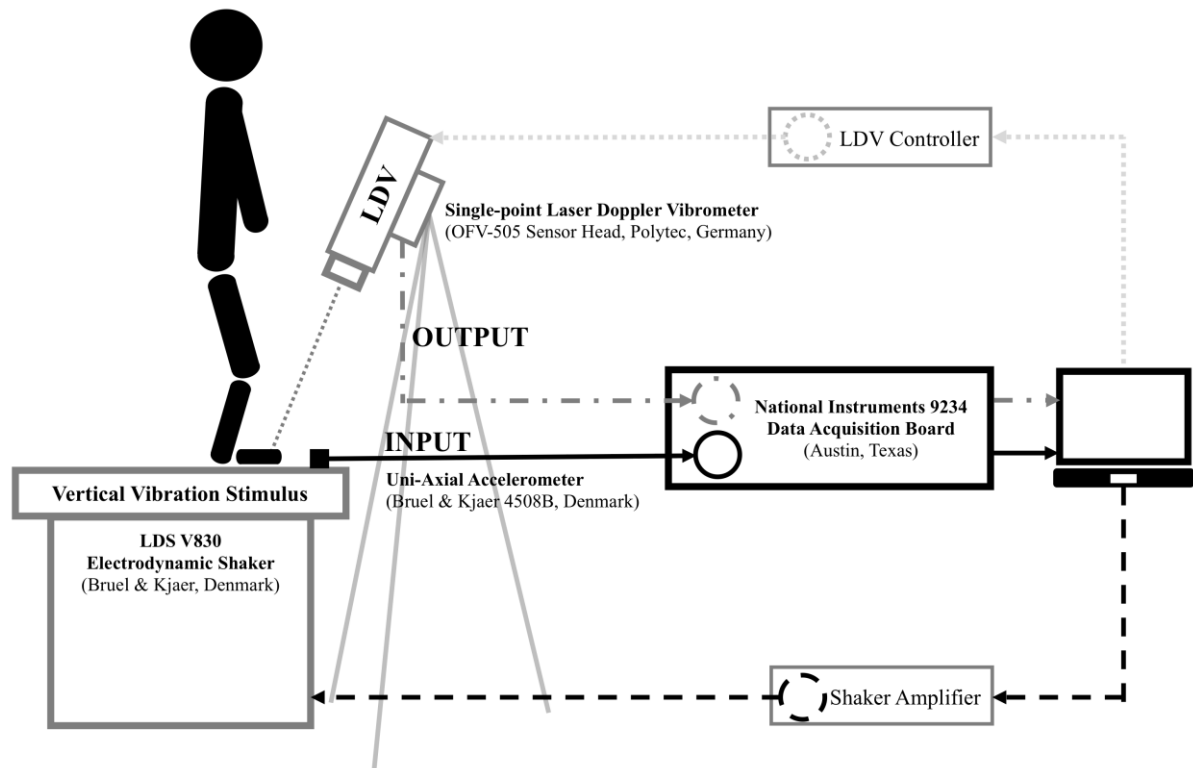 LDV Controller
LDV
Single-point Laser Doppler Vibrometer
(OFV-505 Sensor Head, Polytec, Germany)
OUTPUT
National Instruments 9234
Data Acquisition Board
(Austin, Texas)
INPUT
Uni-Axial Accelerometer
(Bruel & Kjaer 4508B, Denmark)
Vertical Vibration Stimulus
LDS V830
Electrodynamic Shaker
(Bruel & Kjaer, Denmark)
Shaker Amplifier